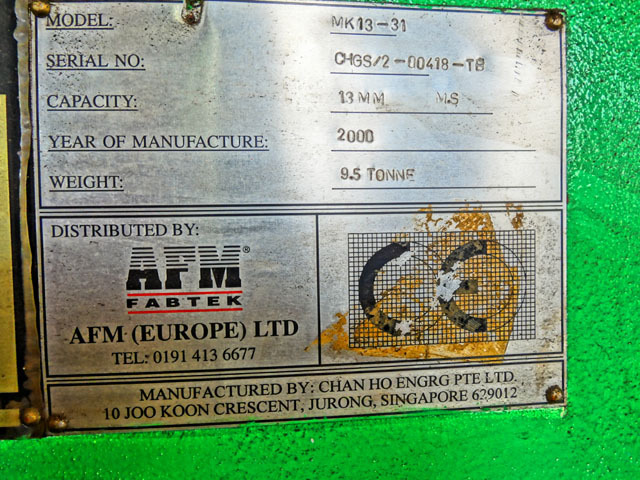 MODEL: MK13-31
SERIAL NO: CHGS/2-00418-TB
CAPACITY: 13 MM M.S
YEAR OF MANUFACTURE: 2000
WEIGHT: 9.5 TONNE
DISTRIBUTED BY:
AFM®
FABTEK
AFM (EUROPE) LTD
TEL: 0191 413 6677
CE
MANUFACTURED BY: CHAN HO ENGRG PTE LTD.
10 JOO KOON CRESCENT, JURONG, SINGAPORE 629012